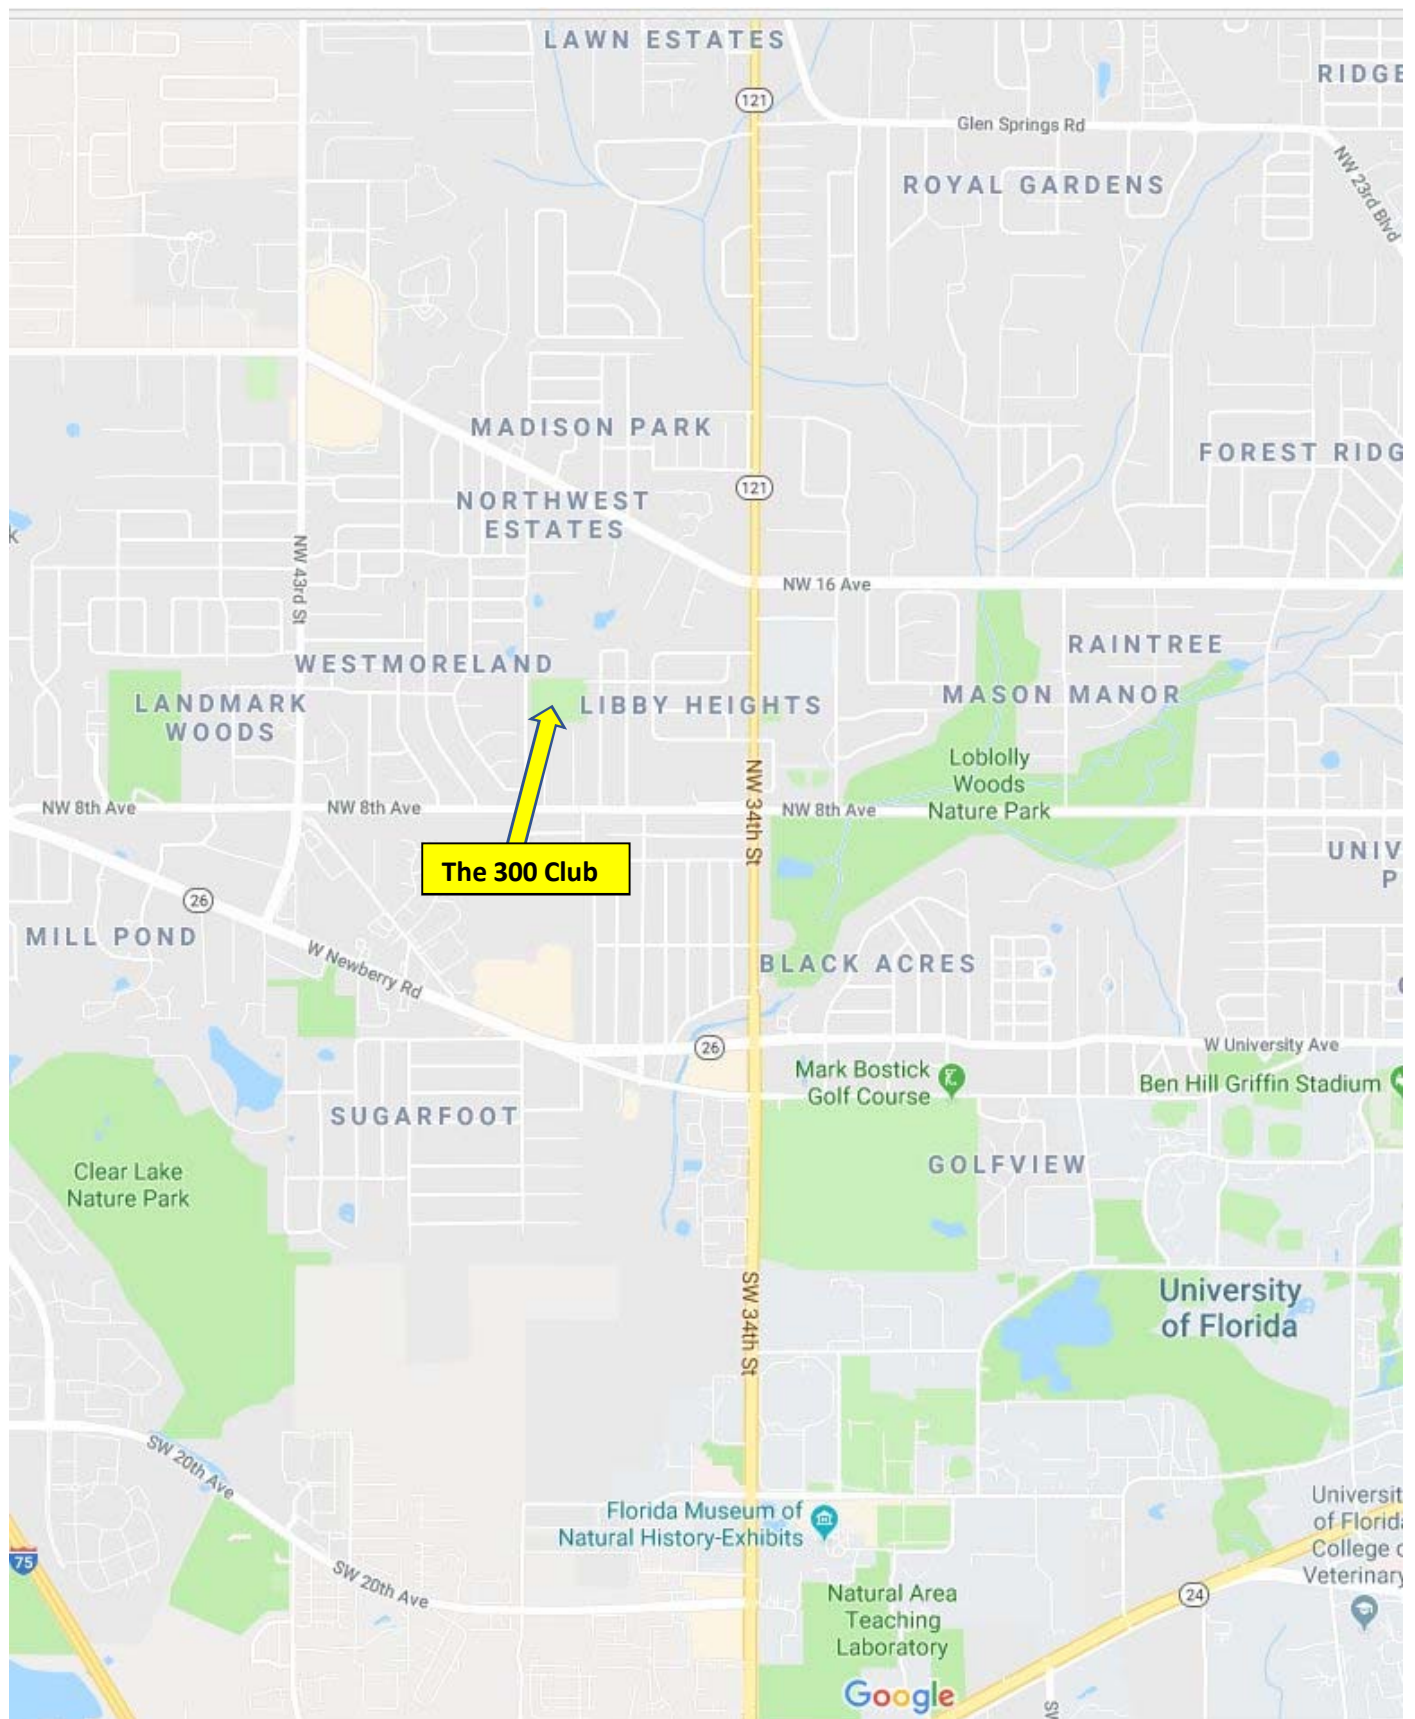 LAWN ESTATES
RIDGE
121
Glen Springs Rd
NW 23rd Blvd
ROYAL GARDENS
MADISON PARK
FOREST RIDG
121
NORTHWEST
ESTATES
K
NW 43rd St
NW 16 Ave
RAINTREE
WESTMORELAND
LANDMARK
WOODS
LIBBY HEIGHTS
MASON MANOR
Loblolly
Woods
Nature Park
NW 34th St
NW 8th Ave
NW 8th Ave
NW 8th Ave
The 300 Club
UNIV
P
26
MILL POND
W Newberry Rd
BLACK ACRES
26
W University Ave
Mark Bostick
Golf Course
Ben Hill Griffin Stadium
SUGARFOOT
GOLFVIEW
Clear Lake
Nature Park
SW 34th St
University
of Florida
SW 20th Ave
Florida Museum of
Natural History-Exhibits
Universit
of Florida
College o
Veterinary
75
SW 20th Ave
24
Natural Area
Teaching
Laboratory
Google
SW